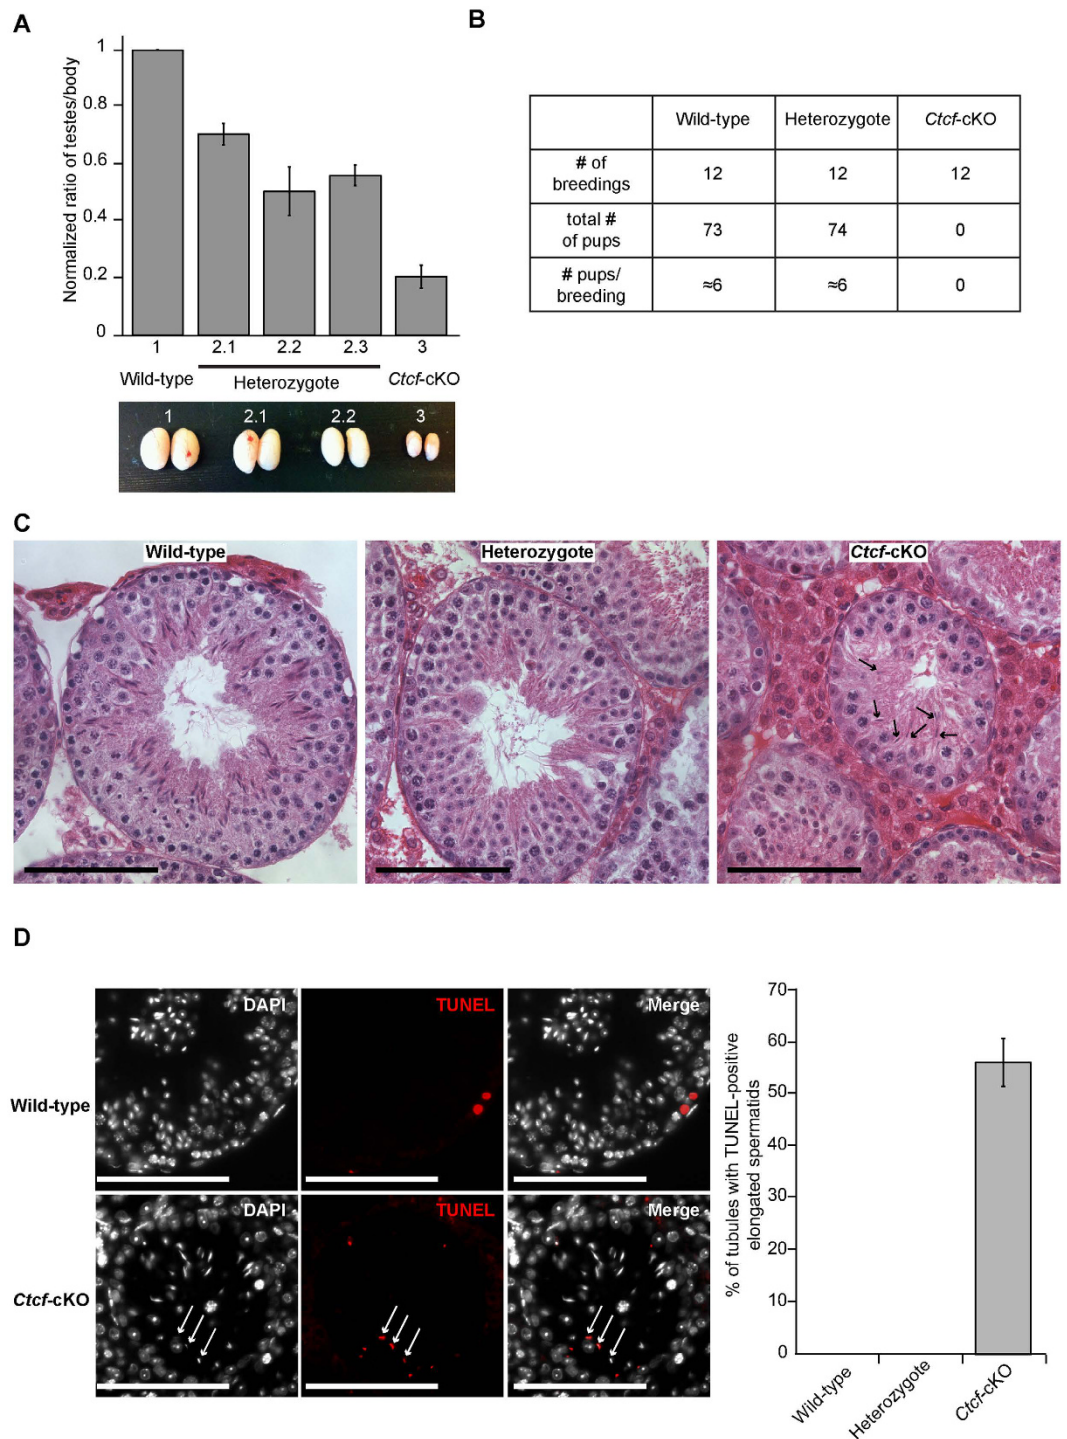 A
Normalized ratio of testes/body
1
0.8
0.6
0.4
0.2
0
1 2.1 2.2 2.3 3
Wild-type Heterozygote Ctcf-cKO
1 2.1 2.2 3
B
Wild-type Heterozygote Ctcf-cKO
# of
breedings
12 12 12
total #
of pups
73 74 0
# pups/
breeding
≈6 ≈6 0
C
Wild-type Heterozygote Ctcf-cKO
D
DAPI TUNEL Merge
Wild-type
DAPI TUNEL Merge
Ctcf-cKO
% of tubules with TUNEL-positive
elongated spermatids
70
60
50
40
30
20
10
0
Wild-type
Heterozygote
Ctcf-cKO